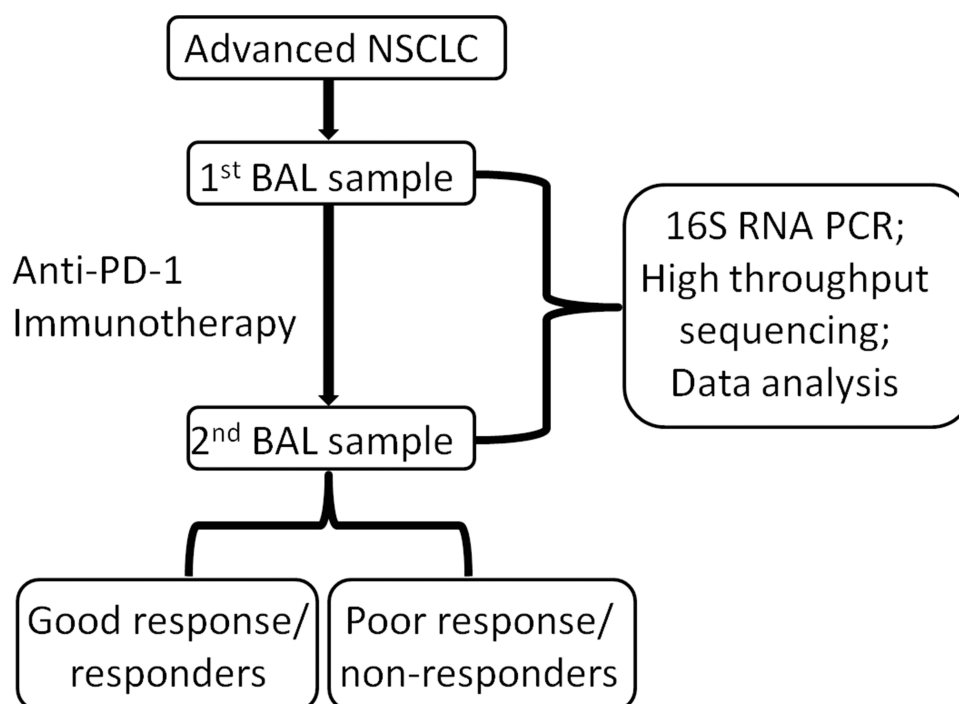 Advanced NSCLC
1st BAL sample
Anti-PD-1
Immunotherapy
16S RNA PCR;
High throughput
sequencing;
Data analysis
2nd BAL sample
Good response/
responders
Poor response/
non-responders